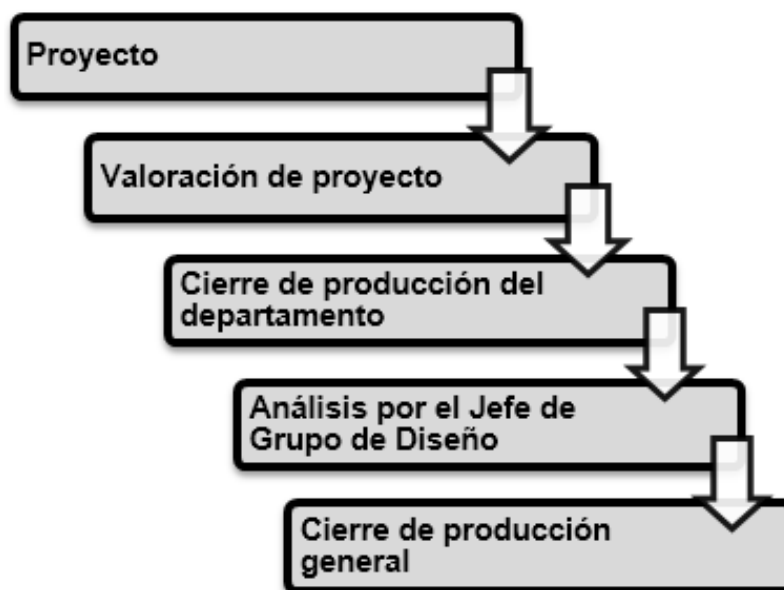 Proyecto
Valoración de proyecto
Cierre de producción del
departamento
Análisis por el Jefe de
Grupo de Diseño
Cierre de producción
general